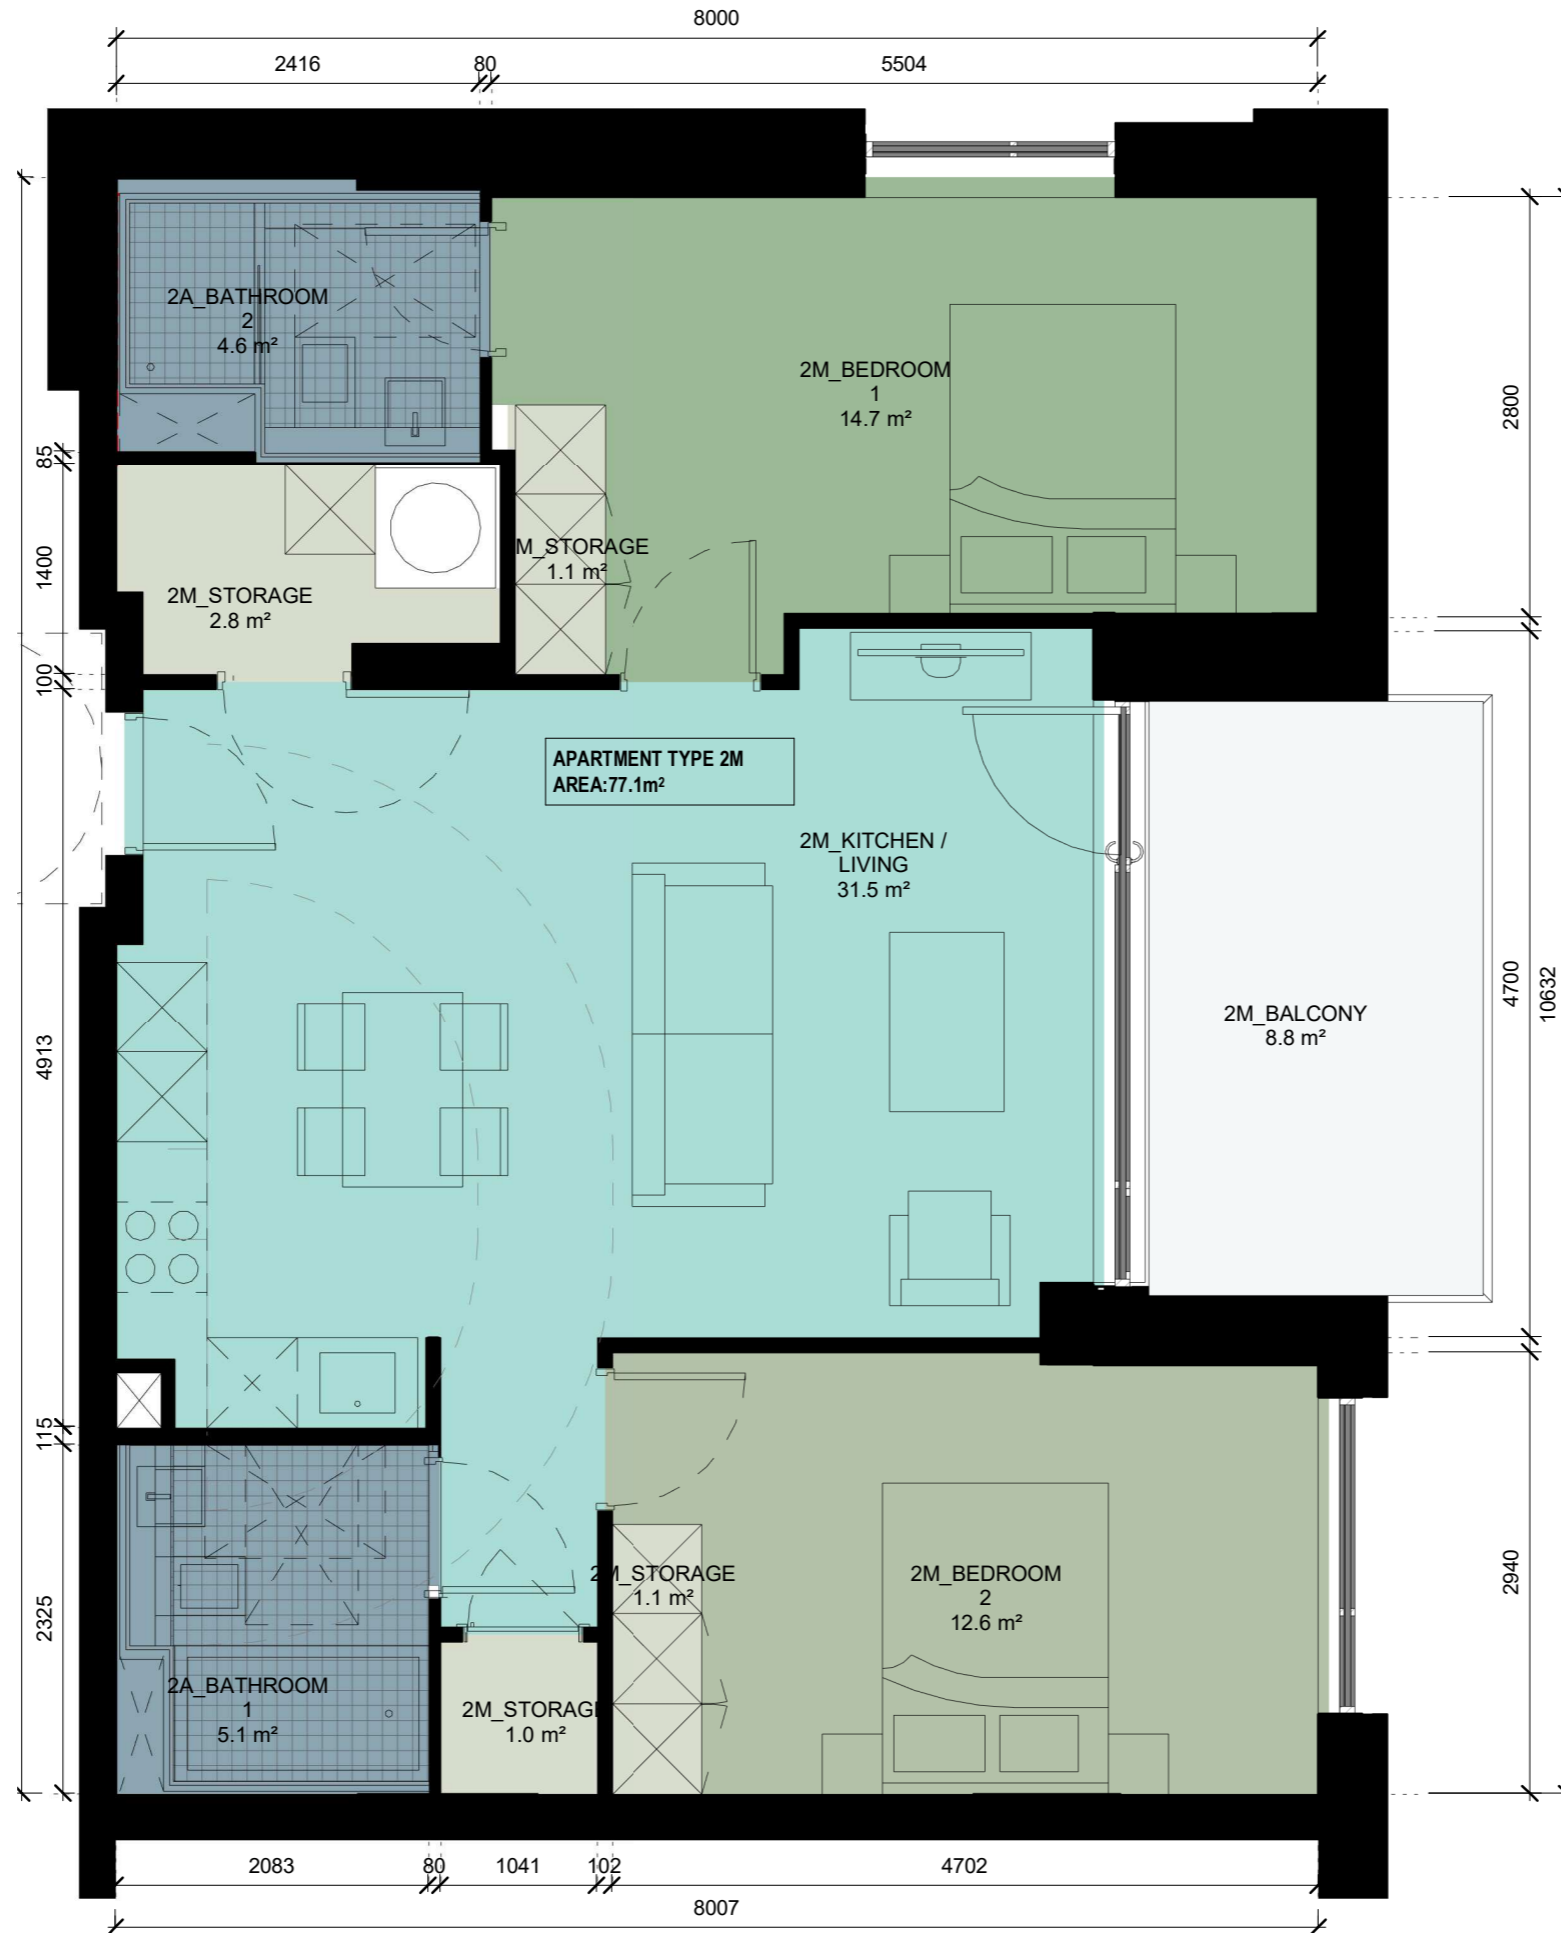 8000
2416
80
5504
2A_BATHROOM
2
4.6 m²
2M_BEDROOM
1
14.7 m²
2800
85
1400
M_STORAGE
1.1 m²
2M_STORAGE
2.8 m²
100
APARTMENT TYPE 2M
AREA:77.1m²
2M_KITCHEN /
LIVING
31.5 m²
4700
10632
2M_BALCONY
8.8 m²
4913
115
2325
2940
2M_STORAGE
1.1 m²
2M_BEDROOM
2
12.6 m²
2A_BATHROOM
1
5.1 m²
2M_STORAG
1.0 m²
2083
80
1041
102
4702
8007